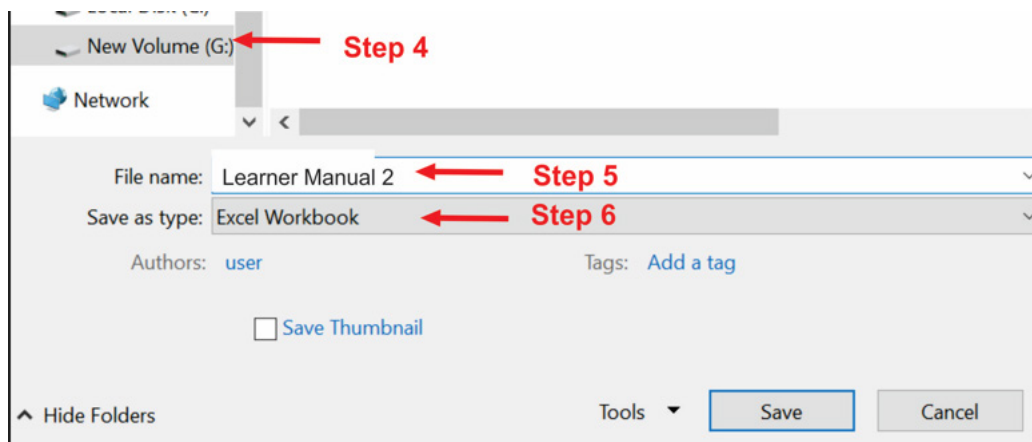 New Volume (G:) Step 4
Network
File name: Learner Manual 2 Step 5
Save as type: Excel Workbook Step 6
Authors: user Tags: Add a tag
Save Thumbnail
Hide Folders Tools Save Cancel